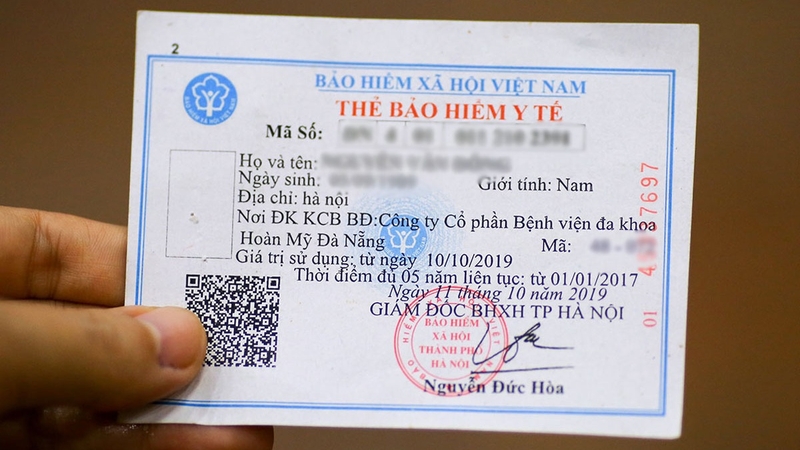 2
BẢO HIỂM XÃ HỘI VIỆT NAM
THẺ BẢO HIỂM Y TẾ
Mã Số:
Họ và tên:
Ngày sinh: Giới tính: Nam
Địa chỉ: hà nội
Nơi ĐK KCB BĐ:Công ty Cổ phần Bệnh viện đa khoa
Hoàn Mỹ Đà Nẵng Mã:
Giá trị sử dụng: từ ngày 10/10/2019
Thời điểm đủ 05 năm liên tục: từ 01/01/2017
Ngày 11 tháng 10 năm 2019
GIÁM ĐỐC BHXH TP HÀ NỘI
BẢO HIỂM
XÃ HỘI
THÀNH PHỐ
HÀ NỘI
Nguyễn Đức Hòa
01